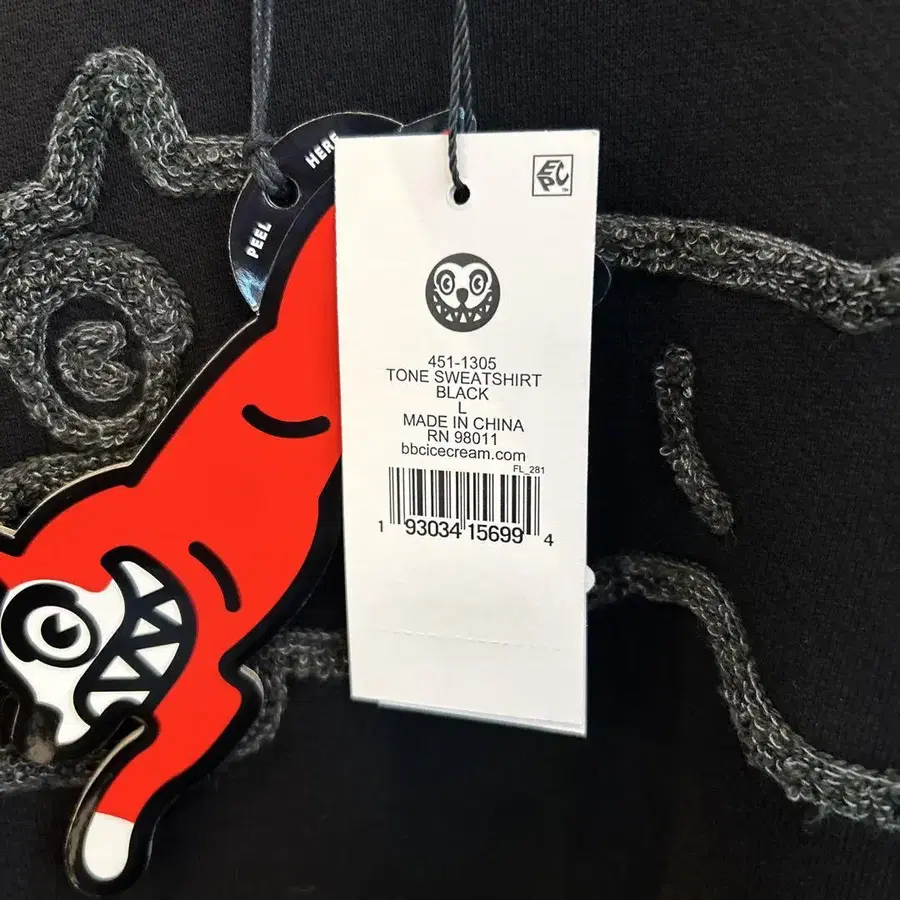 PEEL HERE
EPC
451-1305
TONE SWEATSHIRT
BLACK
L
MADE IN CHINA
RN 98011
bbcicecream.com
FL_281
1 93034 15699 4